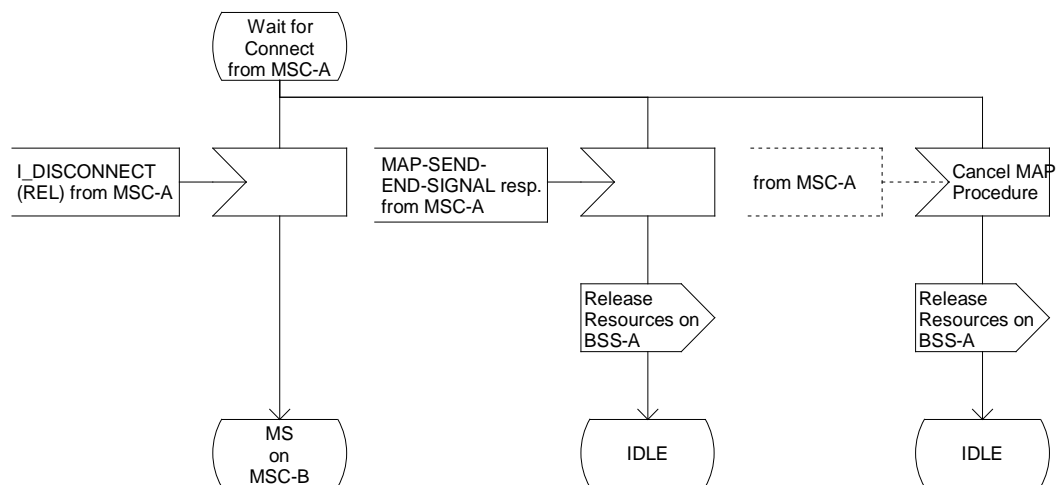 Wait for
Connect
from MSC-A
I_DISCONNECT
(REL) from MSC-A
MAP-SEND-
END-SIGNAL resp.
from MSC-A
from MSC-A
Cancel MAP
Procedure
Release
Resources on
BSS-A
Release
Resources on
BSS-A
MS
on
MSC-B
IDLE
IDLE